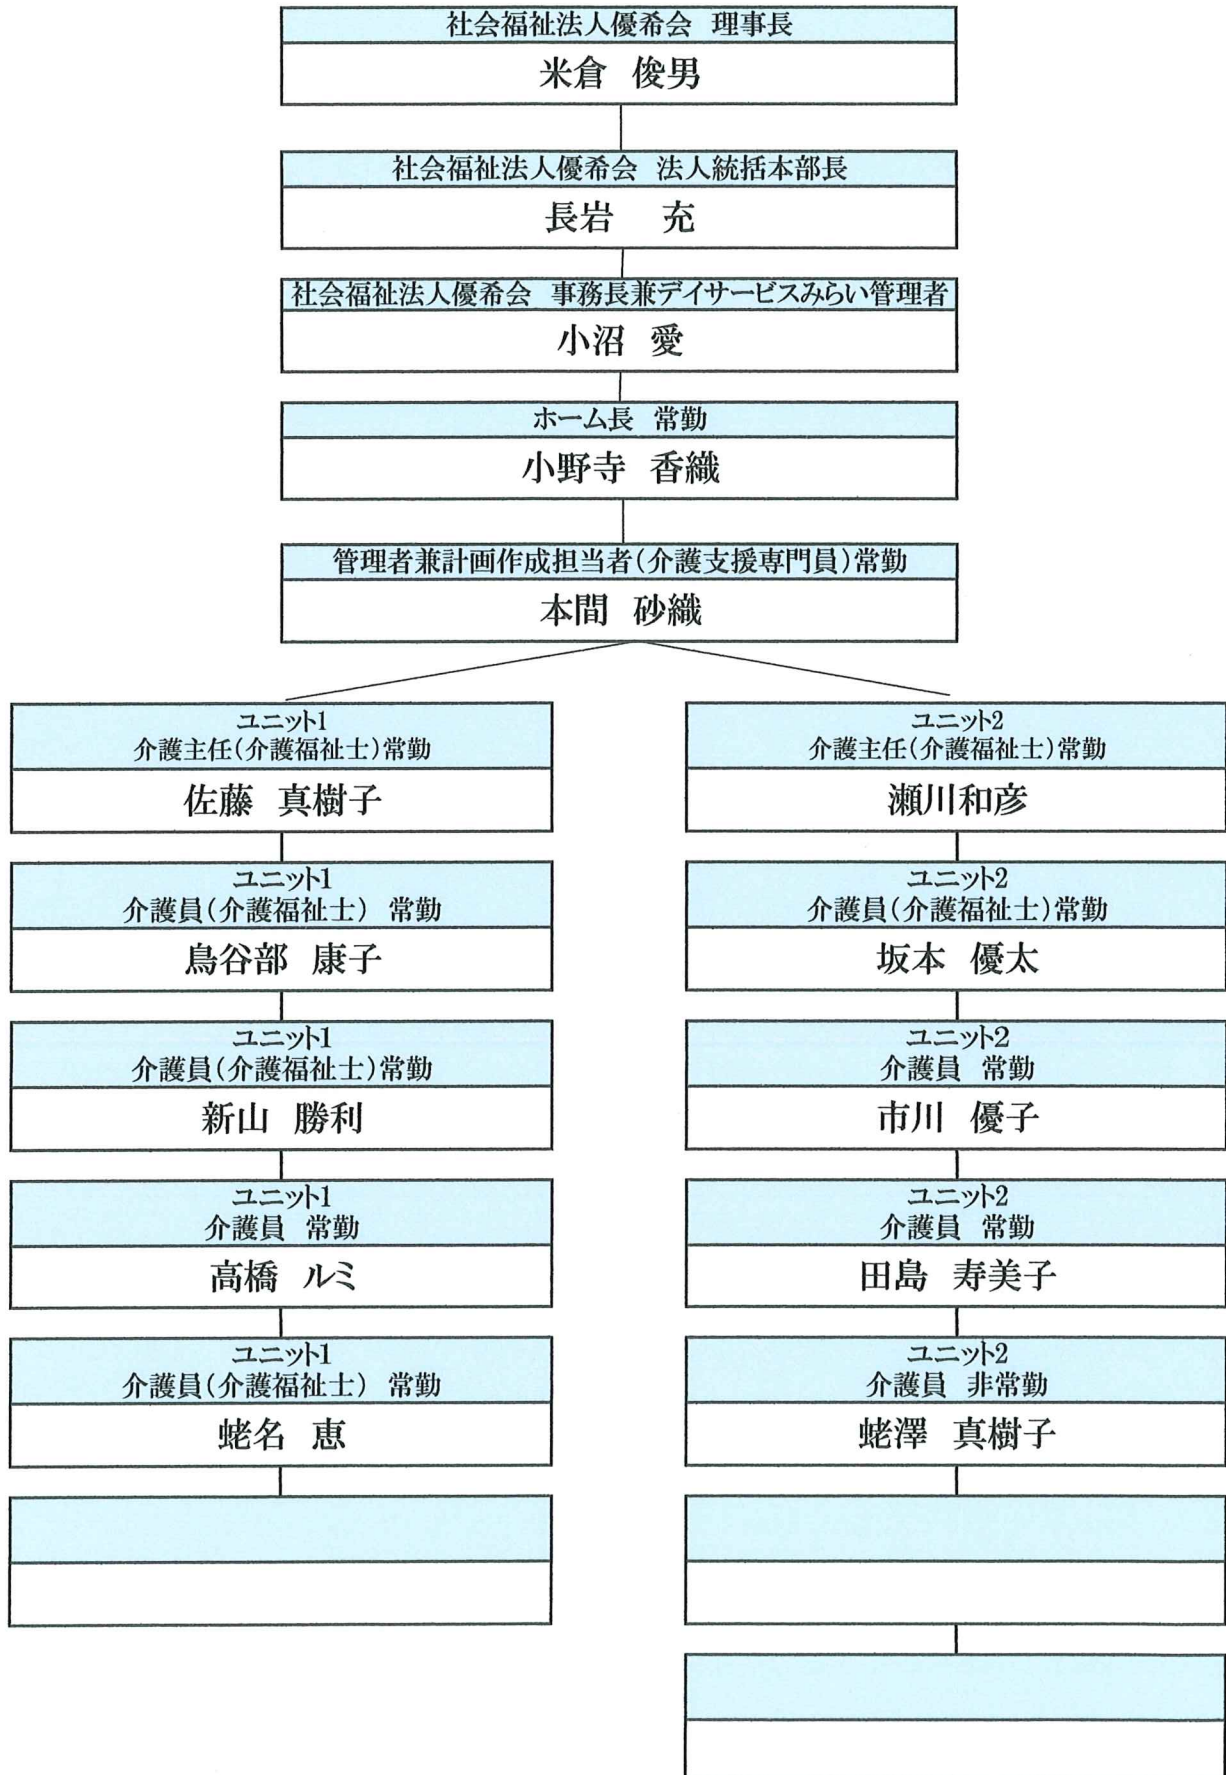 社会福祉法人優希会 理事長
米倉 俊男
社会福祉法人優希会 法人統括本部長
長岩 充
社会福祉法人優希会 事務長兼デイサービスみらい管理者
小沼 愛
ホーム長 常勤
小野寺 香織
管理者兼計画作成担当者(介護支援専門員)常勤
本間 砂織
ユニット1
介護主任(介護福祉士)常勤
佐藤 真樹子
ユニット1
介護員(介護福祉士) 常勤
鳥谷部 康子
ユニット1
介護員(介護福祉士)常勤
新山 勝利
ユニット1
介護員 常勤
高橋 ルミ
ユニット1
介護員(介護福祉士) 常勤
蛯名 恵
ユニット2
介護主任(介護福祉士)常勤
瀬川和彦
ユニット2
介護員(介護福祉士)常勤
坂本 優太
ユニット2
介護員 常勤
市川 優子
ユニット2
介護員 常勤
田島 寿美子
ユニット2
介護員 非常勤
蛯澤 真樹子